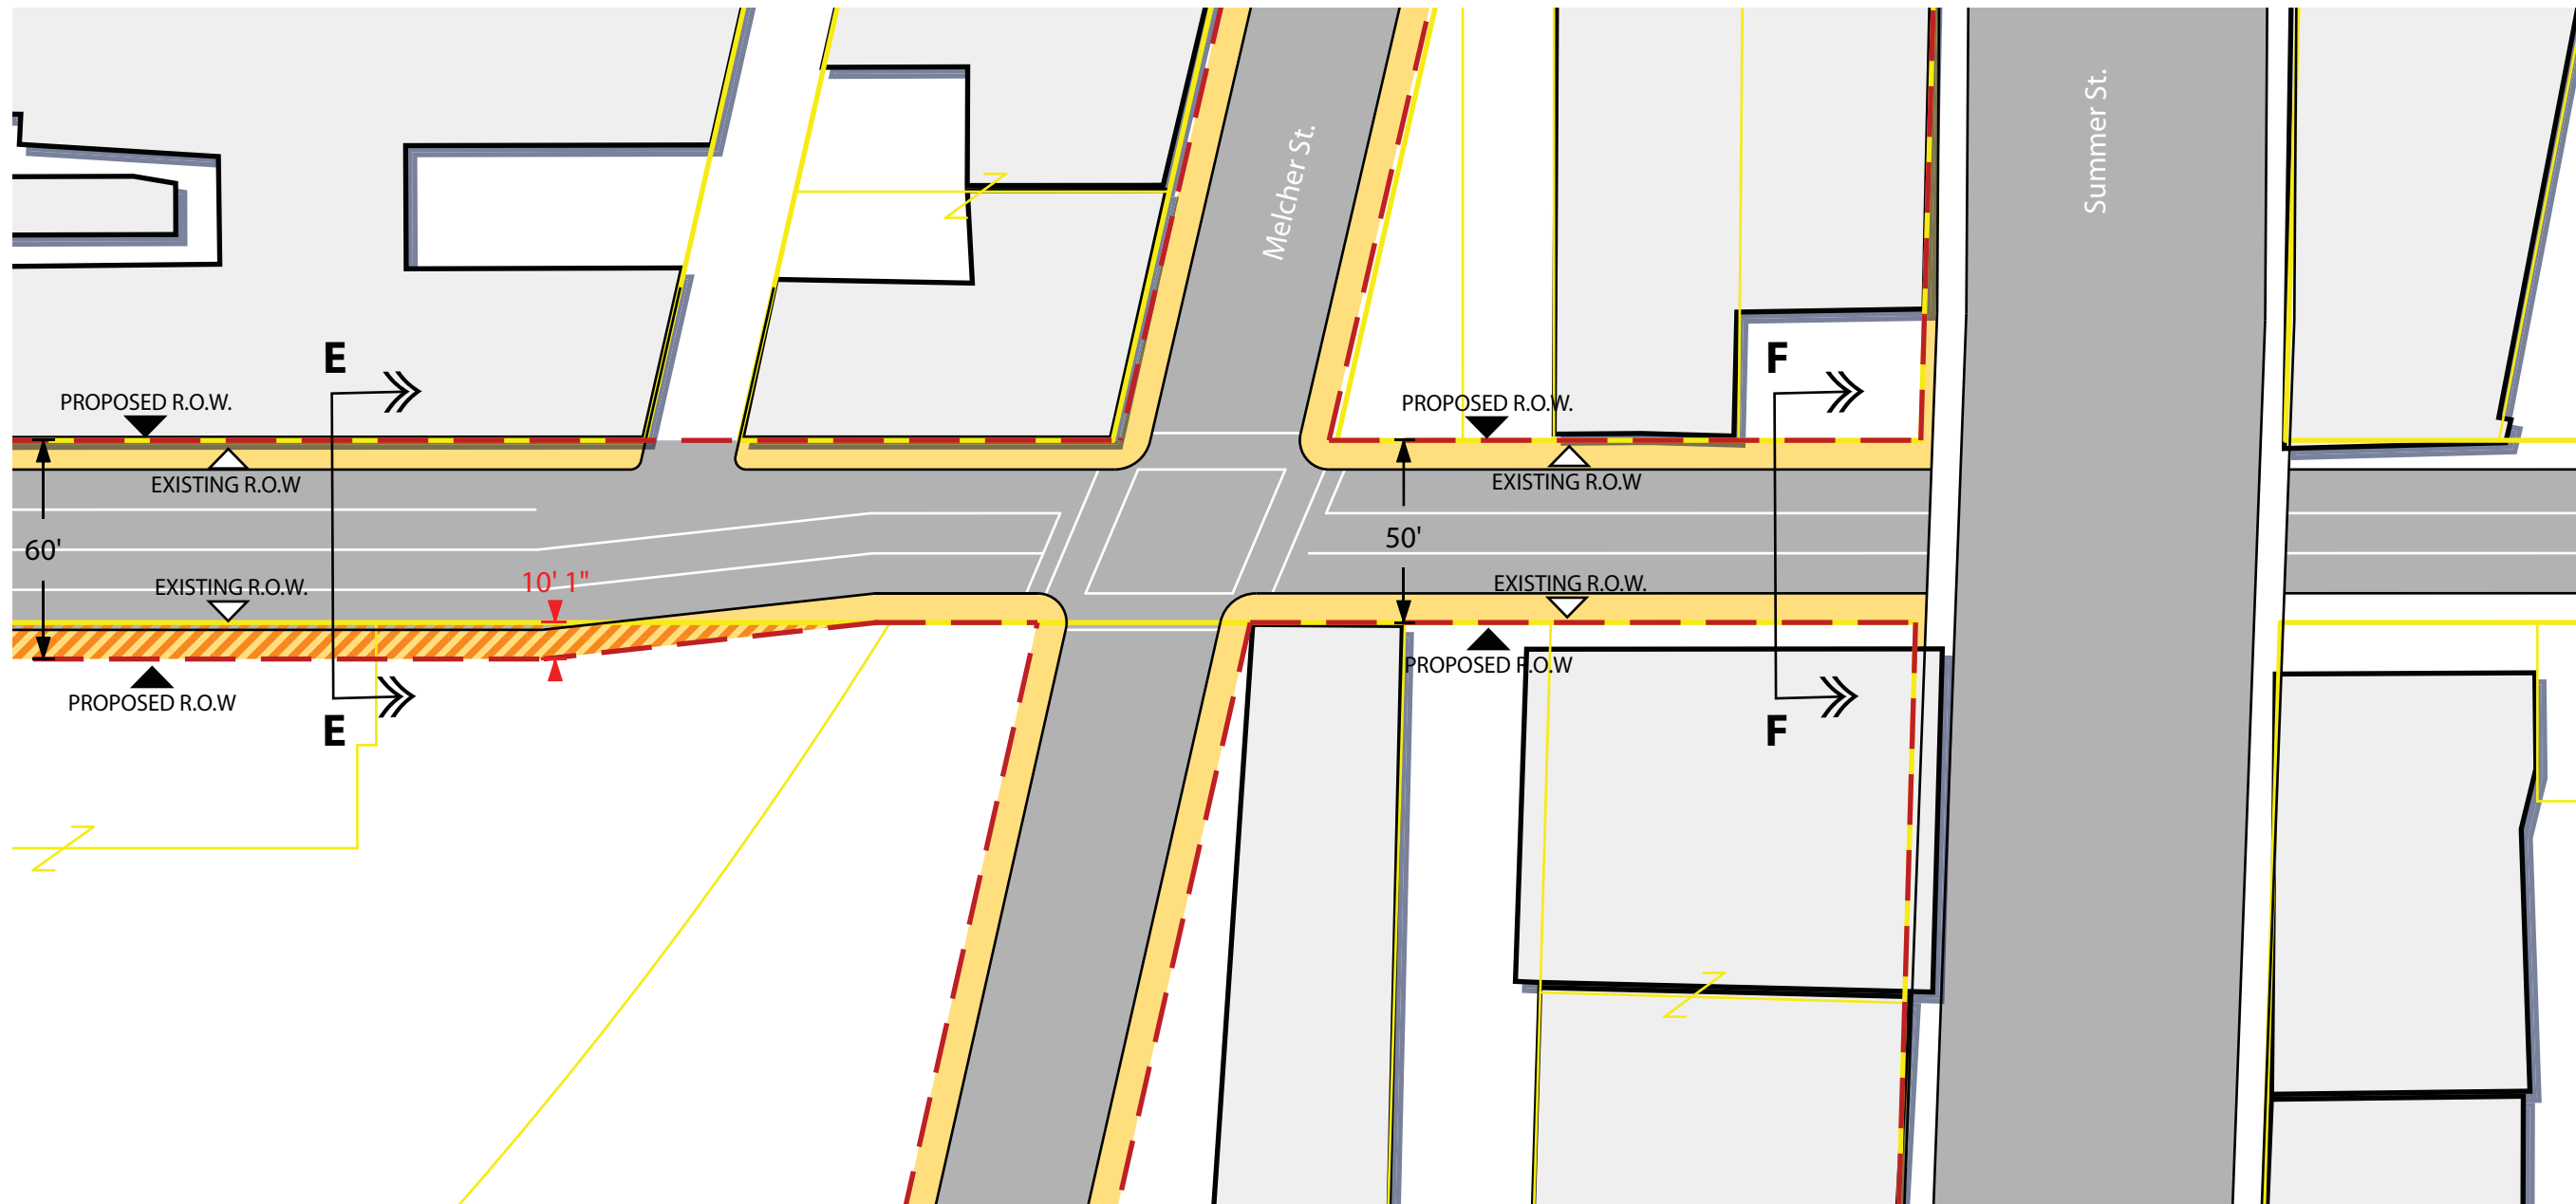 Summer St.
Melcher St.
E
F
PROPOSED R.O.W.
PROPOSED R.O.W.
EXISTING R.O.W
EXISTING R.O.W
60'
50'
10' 1"
EXISTING R.O.W.
EXISTING R.O.W.
PROPOSED R.O.W
PROPOSED R.O.W
E
F